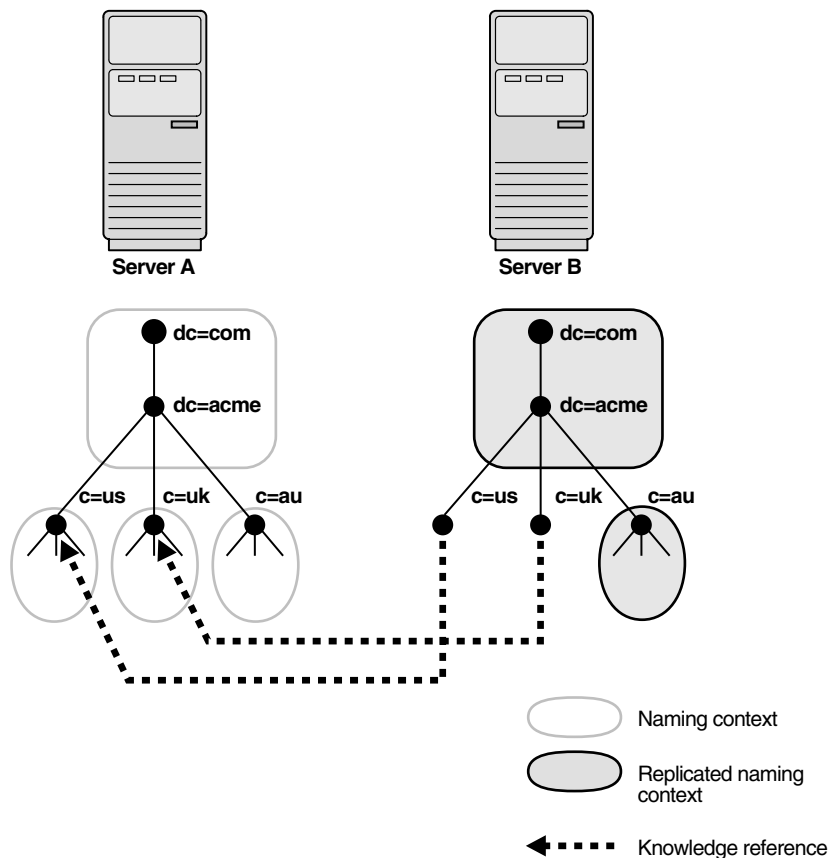 Server A
Server B
dc=com
dc=acme
c=us
c=uk
c=au
dc=com
dc=acme
c=us
c=uk
c=au
Naming context
Replicated naming
context
Knowledge reference